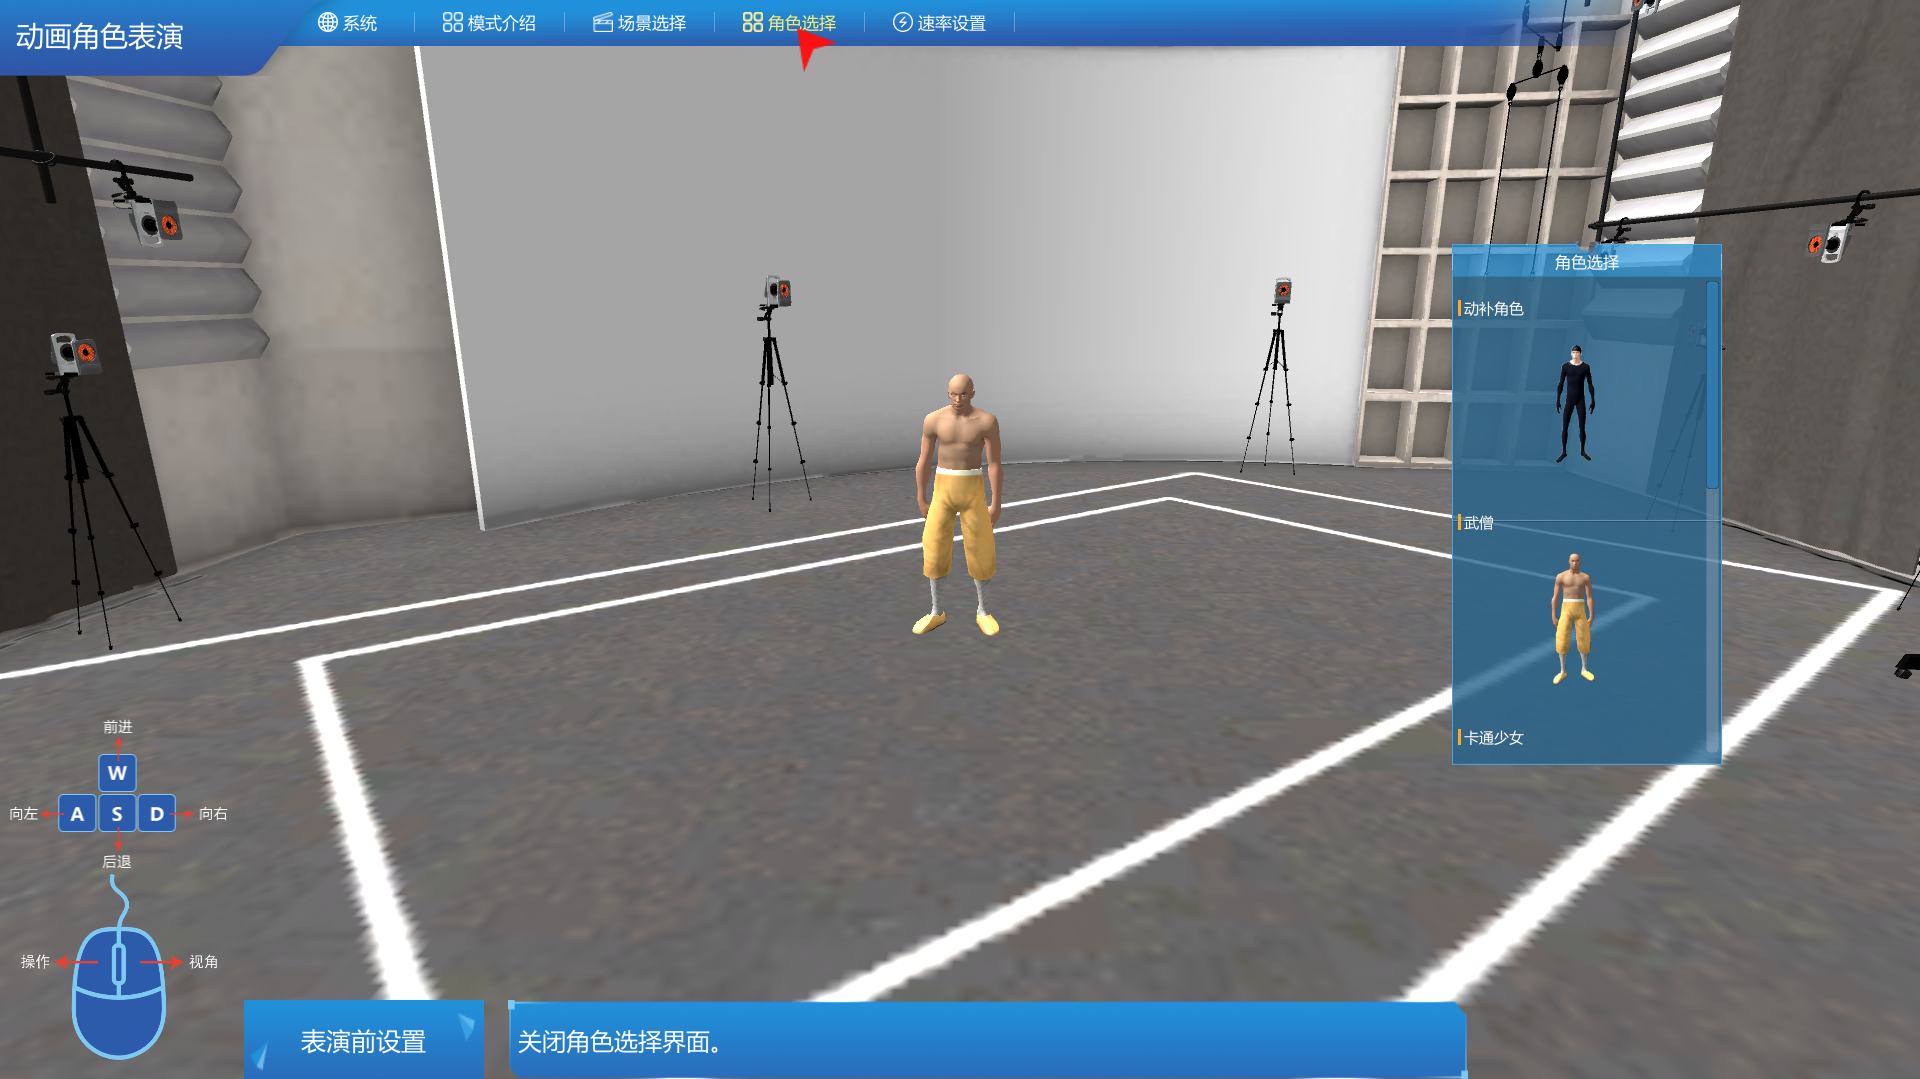 动画角色表演
系统
模式介绍
场景选择
角色选择
速率设置
角色选择
动补角色
武僧
卡通少女
前进
W
向左
A
S
D
向右
后退
操作
视角
表演前设置
关闭角色选择界面。